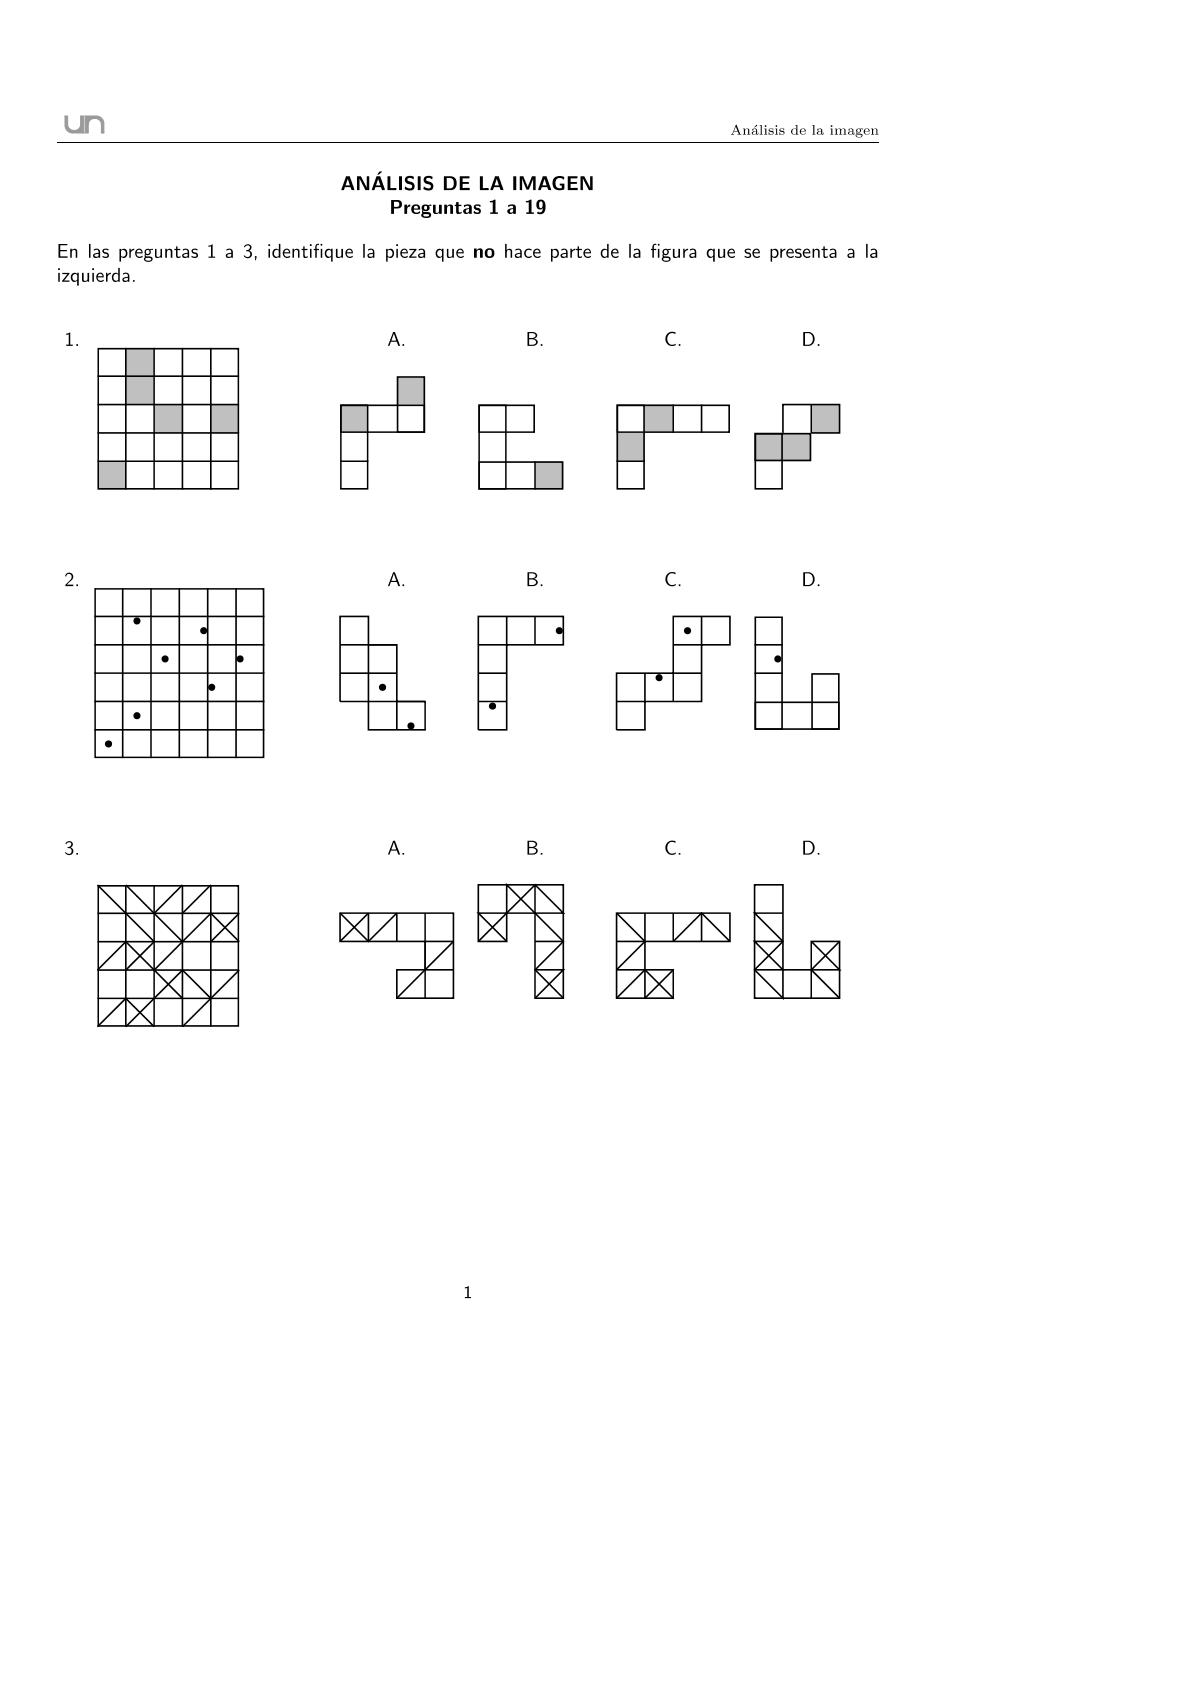 un
Análisis de la imagen
ANÁLISIS DE LA IMAGEN
Preguntas 1 a 19
En las preguntas 1 a 3, identifique la pieza que no hace parte de la figura que se presenta a la
izquierda.
1. A. B. C. D.
2. A. B. C. D.
3. A. B. C. D.
1